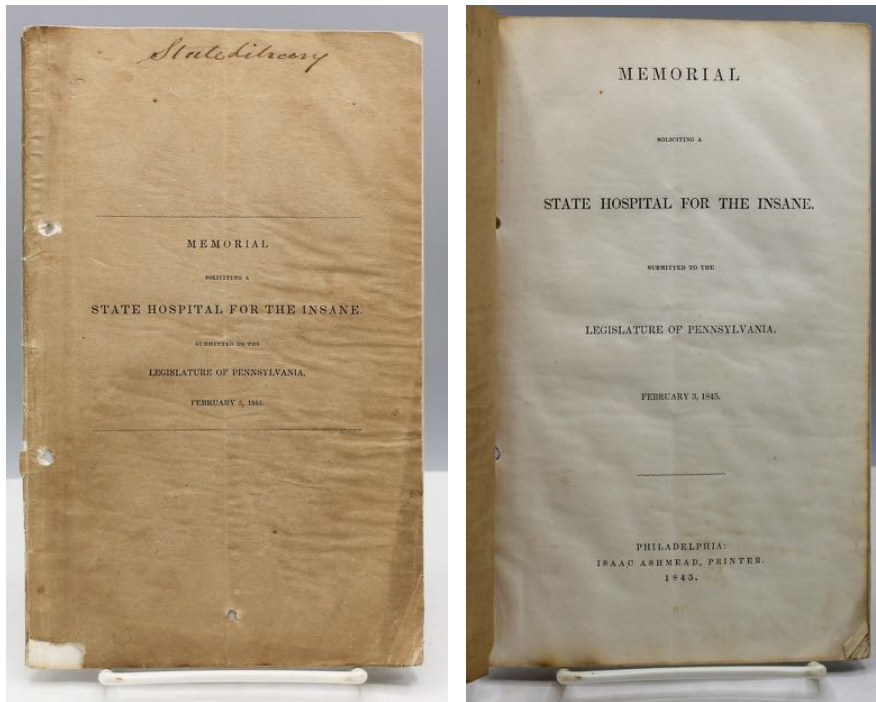 State Library
MEMORIAL
SOLICITING A
STATE HOSPITAL FOR THE INSANE.
SUBMITTED TO THE
LEGISLATURE OF PENNSYLVANIA,
FEBRUARY 3, 1845.
MEMORIAL
SOLICITING A
STATE HOSPITAL FOR THE INSANE.
SUBMITTED TO THE
LEGISLATURE OF PENNSYLVANIA,
FEBRUARY 3, 1845.
PHILADELPHIA:
ISAAC ASHMEAD, PRINTER.
1845.